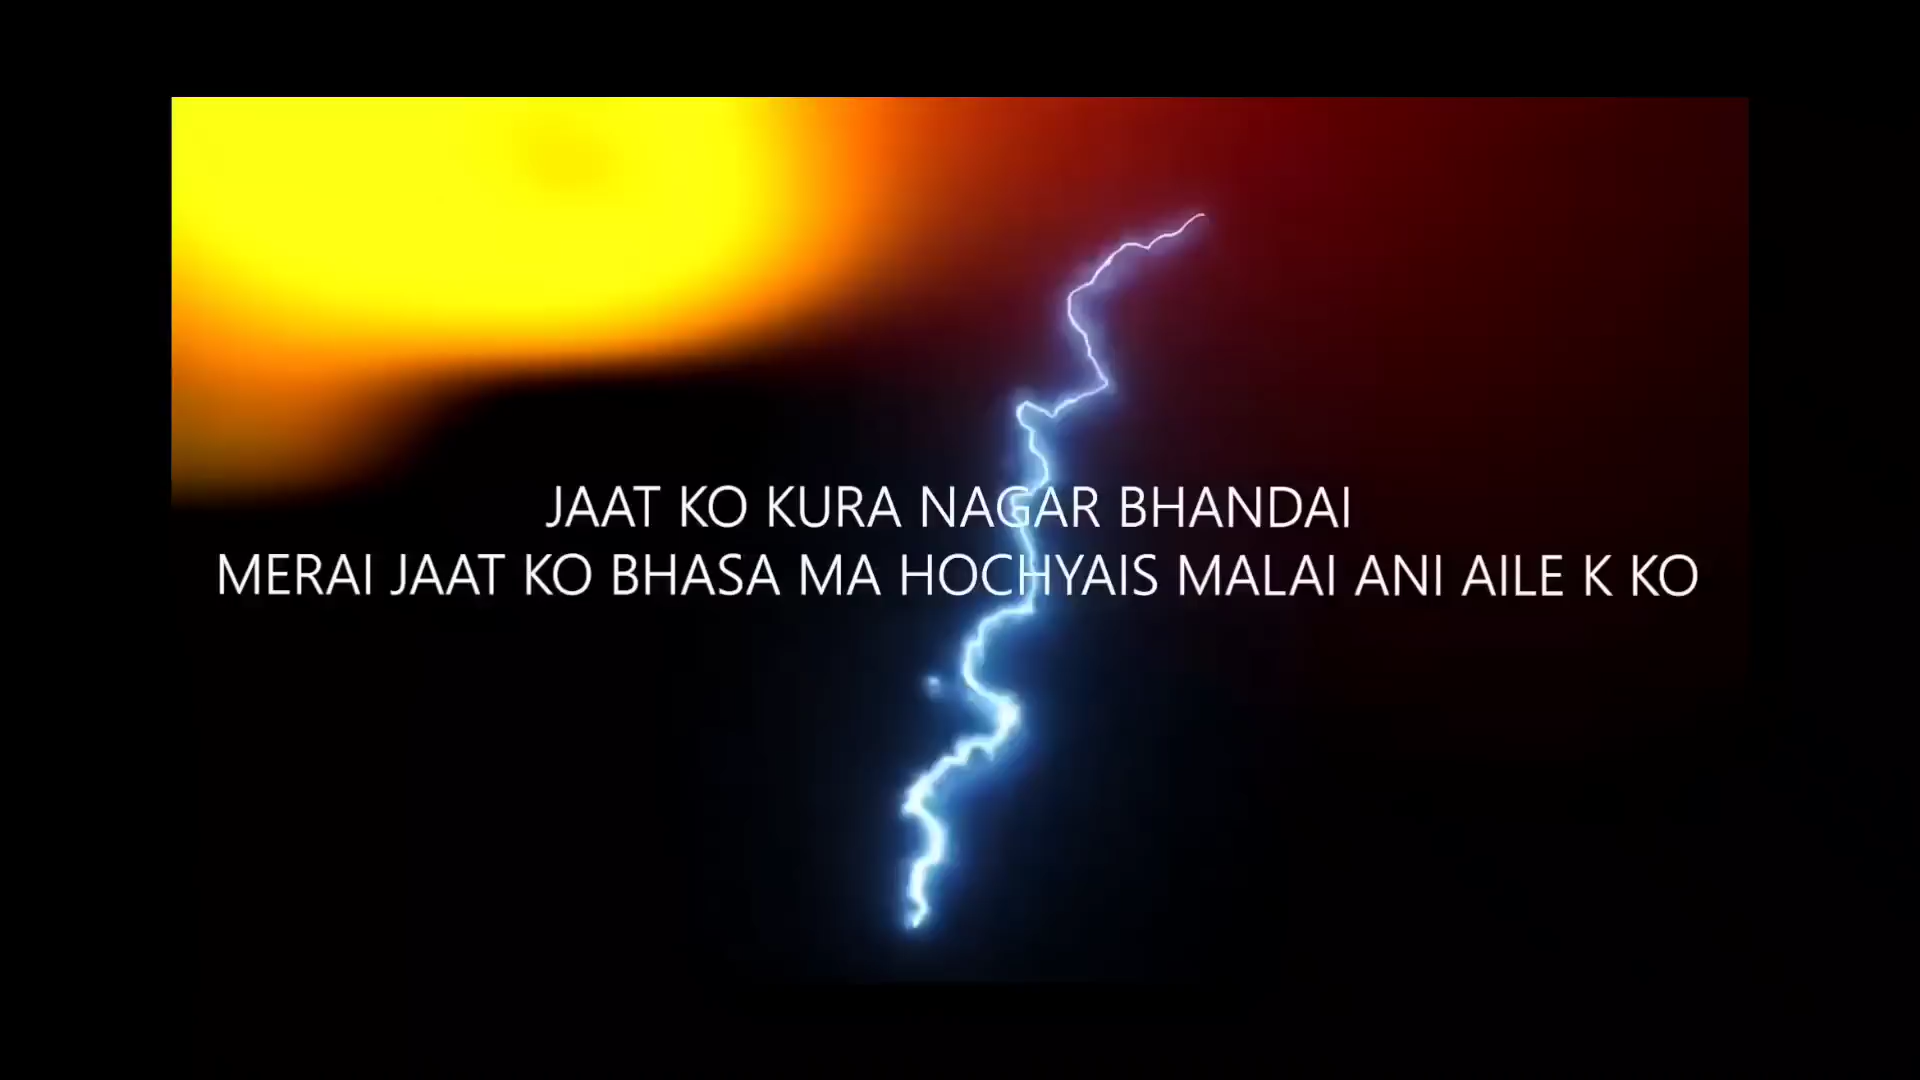 JAAT KO KURA NAGAR BHANDAI
MERAI JAAT KO BHASA MA HOCHYAIS MALAI ANI AILE K KO